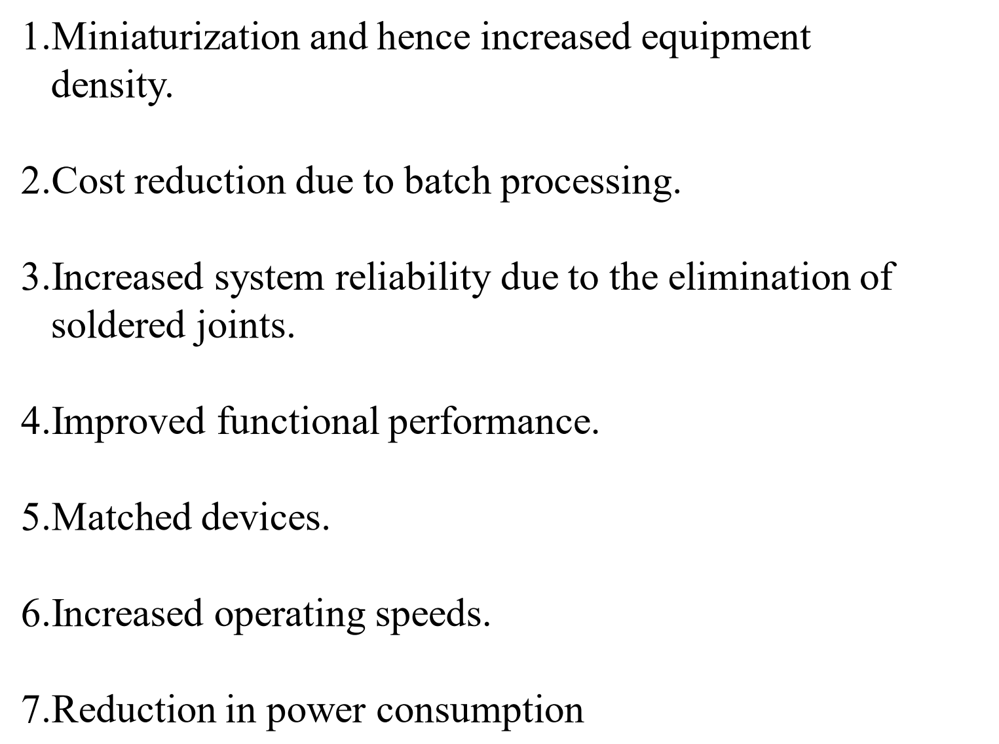 1.Miniaturization and hence increased equipment
density.
2.Cost reduction due to batch processing.
3.Increased system reliability due to the elimination of
soldered joints.
4.Improved functional performance.
5.Matched devices.
6.Increased operating speeds.
7.Reduction in power consumption